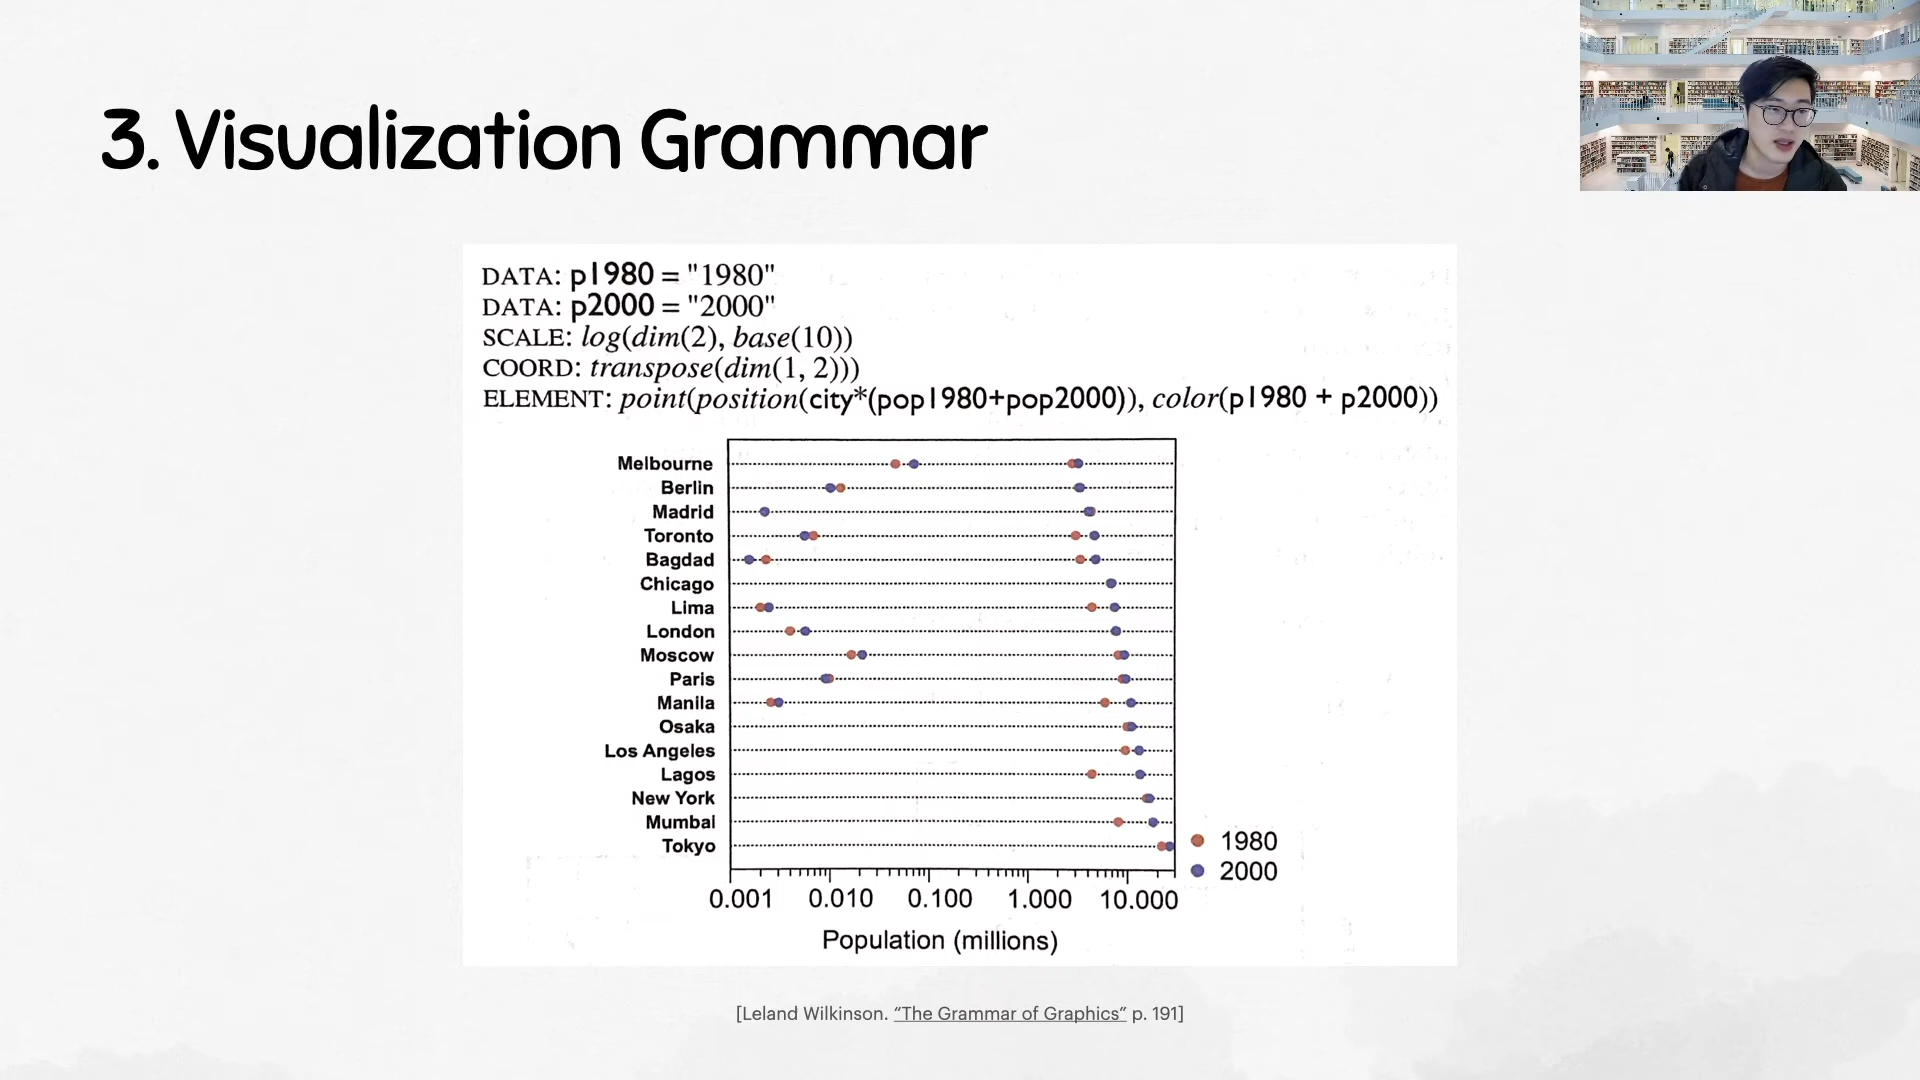 3. Visualization Grammar
DATA: p1980 = "1980"
DATA: p2000 = "2000"
SCALE: log(dim(2), base(10))
COORD: transpose(dim(1, 2)))
ELEMENT: point(position(city*(pop1980+pop2000)), color(p1980 + p2000))
Melbourne
Berlin
Madrid
Toronto
Bagdad
Chicago
Lima
London
Moscow
Paris
Manila
Osaka
Los Angeles
Lagos
New York
Mumbai
Tokyo
1980
2000
0.001 0.010 0.100 1.000 10.000
Population (millions)
[Leland Wilkinson. “The Grammar of Graphics” p. 191]